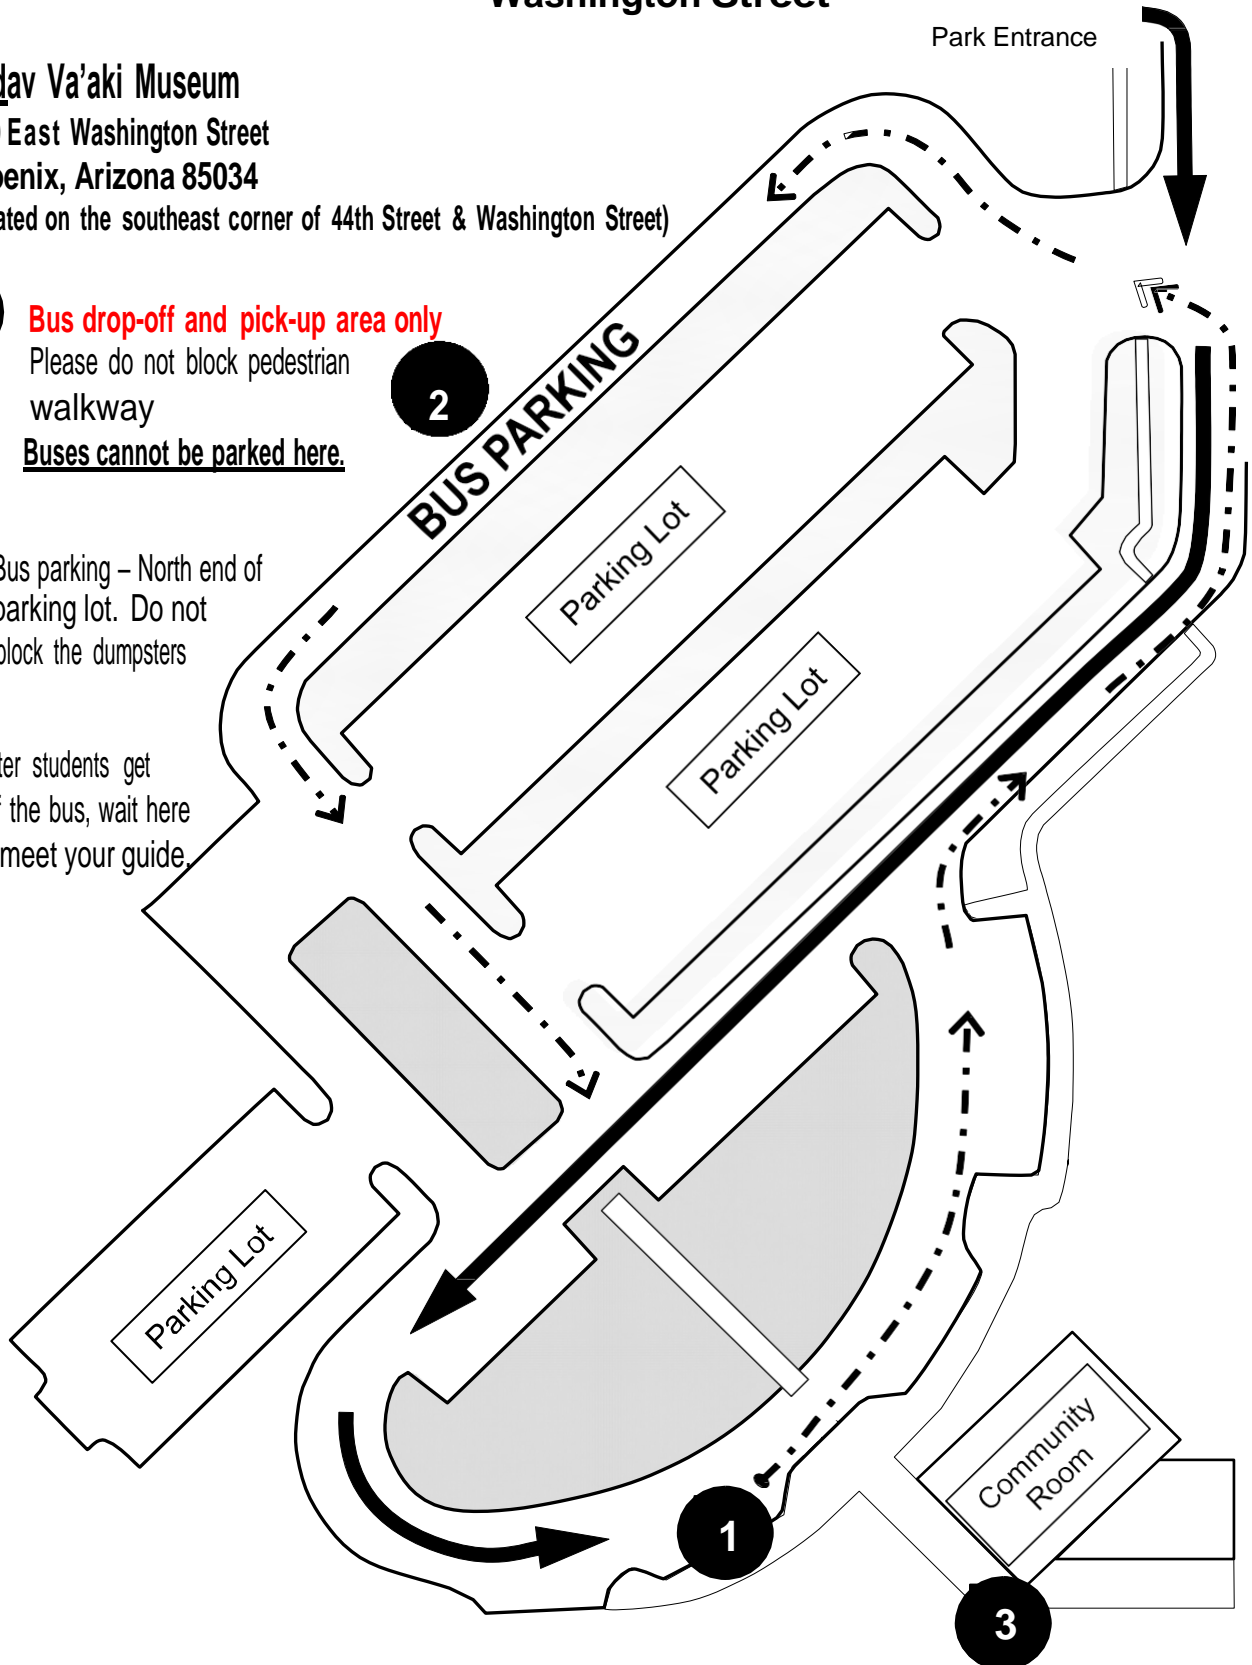 Washington Street
Park Entrance
dav Va’aki Museum
East Washington Street
enix, Arizona 85034
ated on the southeast corner of 44th Street & Washington Street)
Bus drop-off and pick-up area only
Please do not block pedestrian
walkway
Buses cannot be parked here.
2
BUS PARKING
Parking Lot
Bus parking – North end of
parking lot. Do not
block the dumpsters
Parking Lot
ter students get
f the bus, wait here
meet your guide.
Parking Lot
Community
Room
1
3